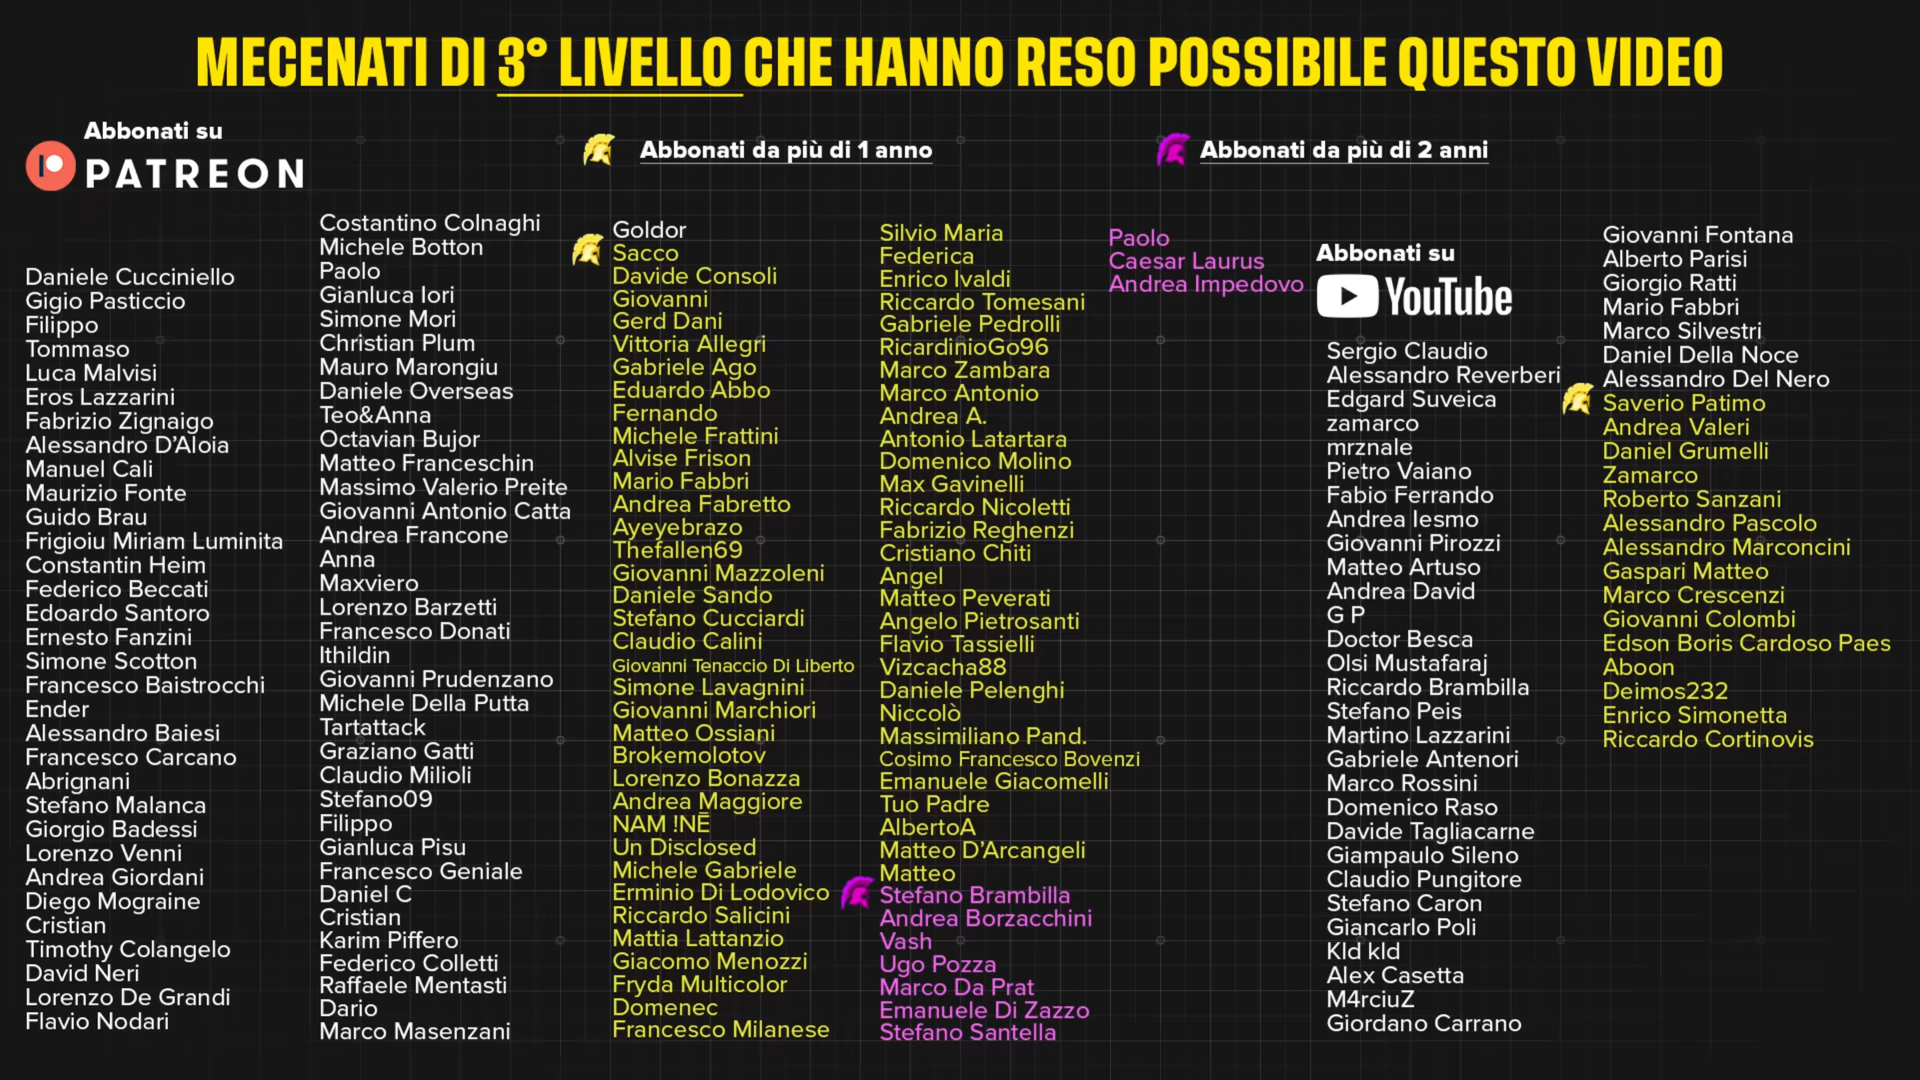 MECENATI DI 3° LIVELLO CHE HANNO RESO POSSIBILE QUESTO VIDEO
Abbonati su
PATREON
Abbonati da più di 1 anno
Abbonati da più di 2 anni
Daniele Cucciniello
Gigio Pasticcio
Filippo
Tommaso
Luca Malvisi
Eros Lazzarini
Fabrizio Zignaigo
Alessandro D’Aloia
Manuel Cali
Maurizio Fonte
Guido Brau
Frigioiu Miriam Luminita
Constantin Heim
Federico Beccati
Edoardo Santoro
Ernesto Fanzini
Simone Scotton
Francesco Baistrocchi
Ender
Alessandro Baiesi
Francesco Carcano
Abrignani
Stefano Malanca
Giorgio Badessi
Lorenzo Venni
Andrea Giordani
Diego Mograine
Cristian
Timothy Colangelo
David Neri
Lorenzo De Grandi
Flavio Nodari
Costantino Colnaghi
Michele Botton
Paolo
Gianluca Iori
Simone Mori
Christian Plum
Mauro Marongiu
Daniele Overseas
Teo&Anna
Octavian Bujor
Matteo Franceschin
Massimo Valerio Preite
Giovanni Antonio Catta
Andrea Francone
Anna
Maxviero
Lorenzo Barzetti
Francesco Donati
Ithildin
Giovanni Prudenzano
Michele Della Putta
Tartattack
Graziano Gatti
Claudio Milioli
Stefano09
Filippo
Gianluca Pisu
Francesco Geniale
Daniel C
Cristian
Karim Piffero
Federico Colletti
Raffaele Mentasti
Dario
Marco Masenzani
Goldor
Sacco
Davide Consoli
Giovanni
Gerd Dani
Vittoria Allegri
Gabriele Ago
Eduardo Abbo
Fernando
Michele Frattini
Alvise Frison
Mario Fabbri
Andrea Fabretto
Ayeyebrazo
Thefallen69
Giovanni Mazzoleni
Daniele Sando
Stefano Cucciardi
Claudio Calini
Giovanni Tenaccio Di Liberto
Simone Lavagnini
Giovanni Marchiori
Matteo Ossiani
Brokemolotov
Lorenzo Bonazza
Andrea Maggiore
NAM !NĒ
Un Disclosed
Michele Gabriele
Erminio Di Lodovico
Riccardo Salicini
Mattia Lattanzio
Giacomo Menozzi
Fryda Multicolor
Domenec
Francesco Milanese
Silvio Maria
Federica
Enrico Ivaldi
Riccardo Tomesani
Gabriele Pedrolli
RicardinioGo96
Marco Zambara
Marco Antonio
Andrea A.
Antonio Latartara
Domenico Molino
Max Gavinelli
Riccardo Nicoletti
Fabrizio Reghenzi
Cristiano Chiti
Angel
Matteo Peverati
Angelo Pietrosanti
Flavio Tassielli
Vizcacha88
Daniele Pelenghi
Niccolò
Massimiliano Pand.
Cosimo Francesco Bovenzi
Emanuele Giacomelli
Tuo Padre
AlbertoA
Matteo D’Arcangeli
Matteo
Stefano Brambilla
Andrea Borzacchini
Vash
Ugo Pozza
Marco Da Prat
Emanuele Di Zazzo
Stefano Santella
Paolo
Caesar Laurus
Andrea Impedovo
Abbonati su
YouTube
Sergio Claudio
Alessandro Reverberi
Edgard Suveica
zamarco
mrznale
Pietro Vaiano
Fabio Ferrando
Andrea Iesmo
Giovanni Pirozzi
Matteo Artuso
Andrea David
G P
Doctor Besca
Olsi Mustafaraj
Riccardo Brambilla
Stefano Peis
Martino Lazzarini
Gabriele Antenori
Marco Rossini
Domenico Raso
Davide Tagliacarne
Giampaulo Sileno
Claudio Pungitore
Stefano Caron
Giancarlo Poli
Kld kld
Alex Casetta
M4rciuZ
Giordano Carrano
Giovanni Fontana
Alberto Parisi
Giorgio Ratti
Mario Fabbri
Marco Silvestri
Daniel Della Noce
Alessandro Del Nero
Saverio Patimo
Andrea Valeri
Daniel Grumelli
Zamarco
Roberto Sanzani
Alessandro Pascolo
Alessandro Marconcini
Gaspari Matteo
Marco Crescenzi
Giovanni Colombi
Edson Boris Cardoso Paes
Aboon
Deimos232
Enrico Simonetta
Riccardo Cortinovis